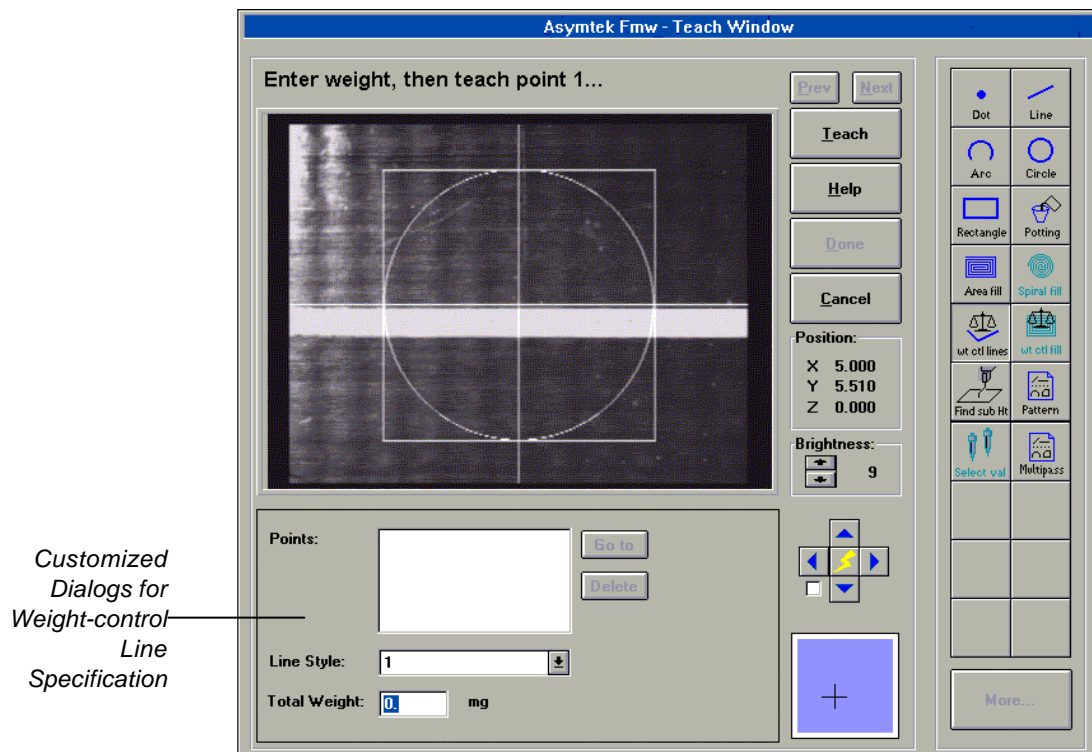 Asymtek Fmw - Teach Window
Enter weight, then teach point 1...
Prev Next
Teach
Help
Done
Cancel
Position:
X 5.000
Y 5.510
Z 0.000
Brightness:
9
Dot Line
Arc Circle
Rectangle Potting
Area fill Spiral fill
wt ctl lines wt ctl fill
Find sub Ht Pattern
Select val Multipass
More...
Points:
Go to
Delete
Line Style: 1
Total Weight: 0. mg
Customized
Dialogs for
Weight-control
Line
Specification